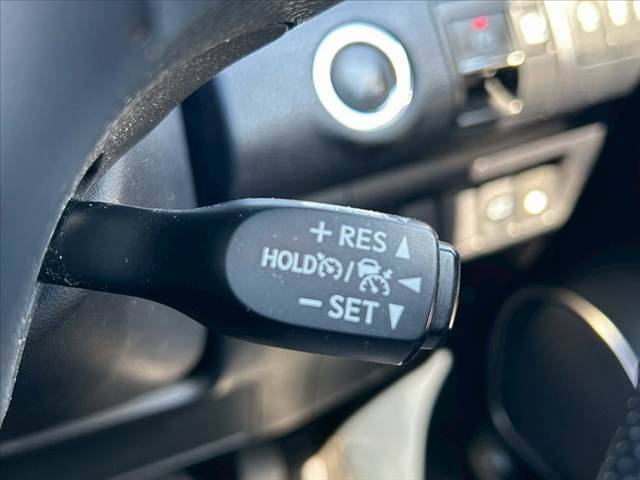 + RES ▲
HOLD / ◀
− SET ▼